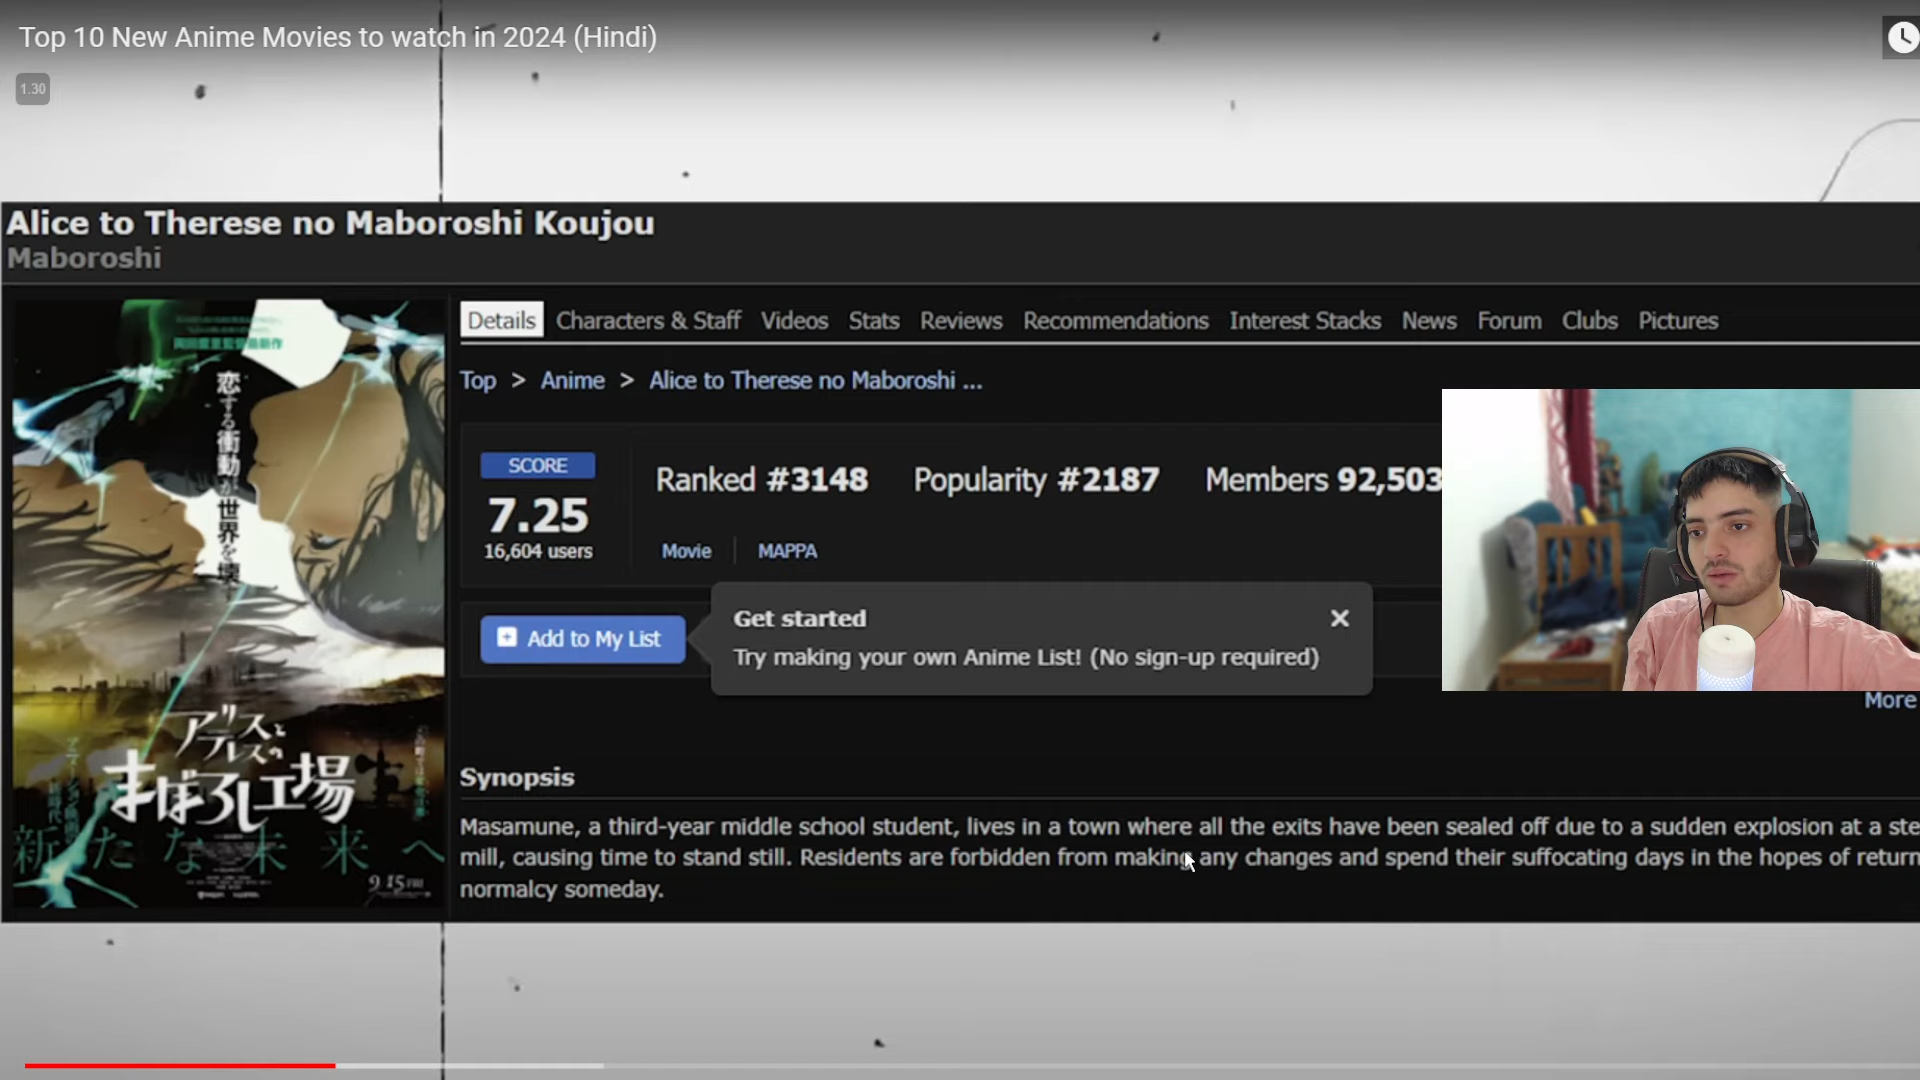 Top 10 New Anime Movies to watch in 2024 (Hindi)
1.30
Alice to Therese no Maboroshi Koujou
Maboroshi
Details Characters & Staff Videos Stats Reviews Recommendations Interest Stacks News Forum Clubs Pictures
Top > Anime > Alice to Therese no Maboroshi ...
SCORE
7.25
16,604 users
Ranked #3148 Popularity #2187 Members 92,503
Movie MAPPA
Add to My List
Get started
Try making your own Anime List! (No sign-up required)
More
Synopsis
Masamune, a third-year middle school student, lives in a town where all the exits have been sealed off due to a sudden explosion at a ste
mill, causing time to stand still. Residents are forbidden from making any changes and spend their suffocating days in the hopes of return
normalcy someday.
恋する衝動が世界を壊
アリスと
テレスの
まぼろし工場
新たな未来へ
9.15